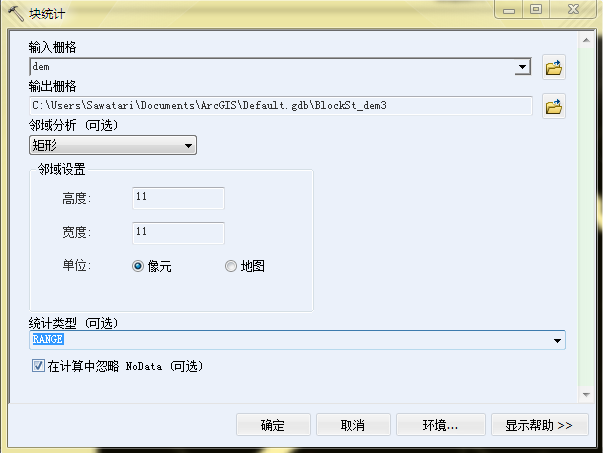 块统计
输入栅格
dem
输出栅格
C:\Users\Sawatari\Documents\ArcGIS\Default.gdb\BlockSt_dem3
邻域分析 (可选)
矩形
邻域设置
高度: 11
宽度: 11
单位: 像元 地图
统计类型 (可选)
RANGE
在计算中忽略 NoData (可选)
确定 取消 环境... 显示帮助 >>